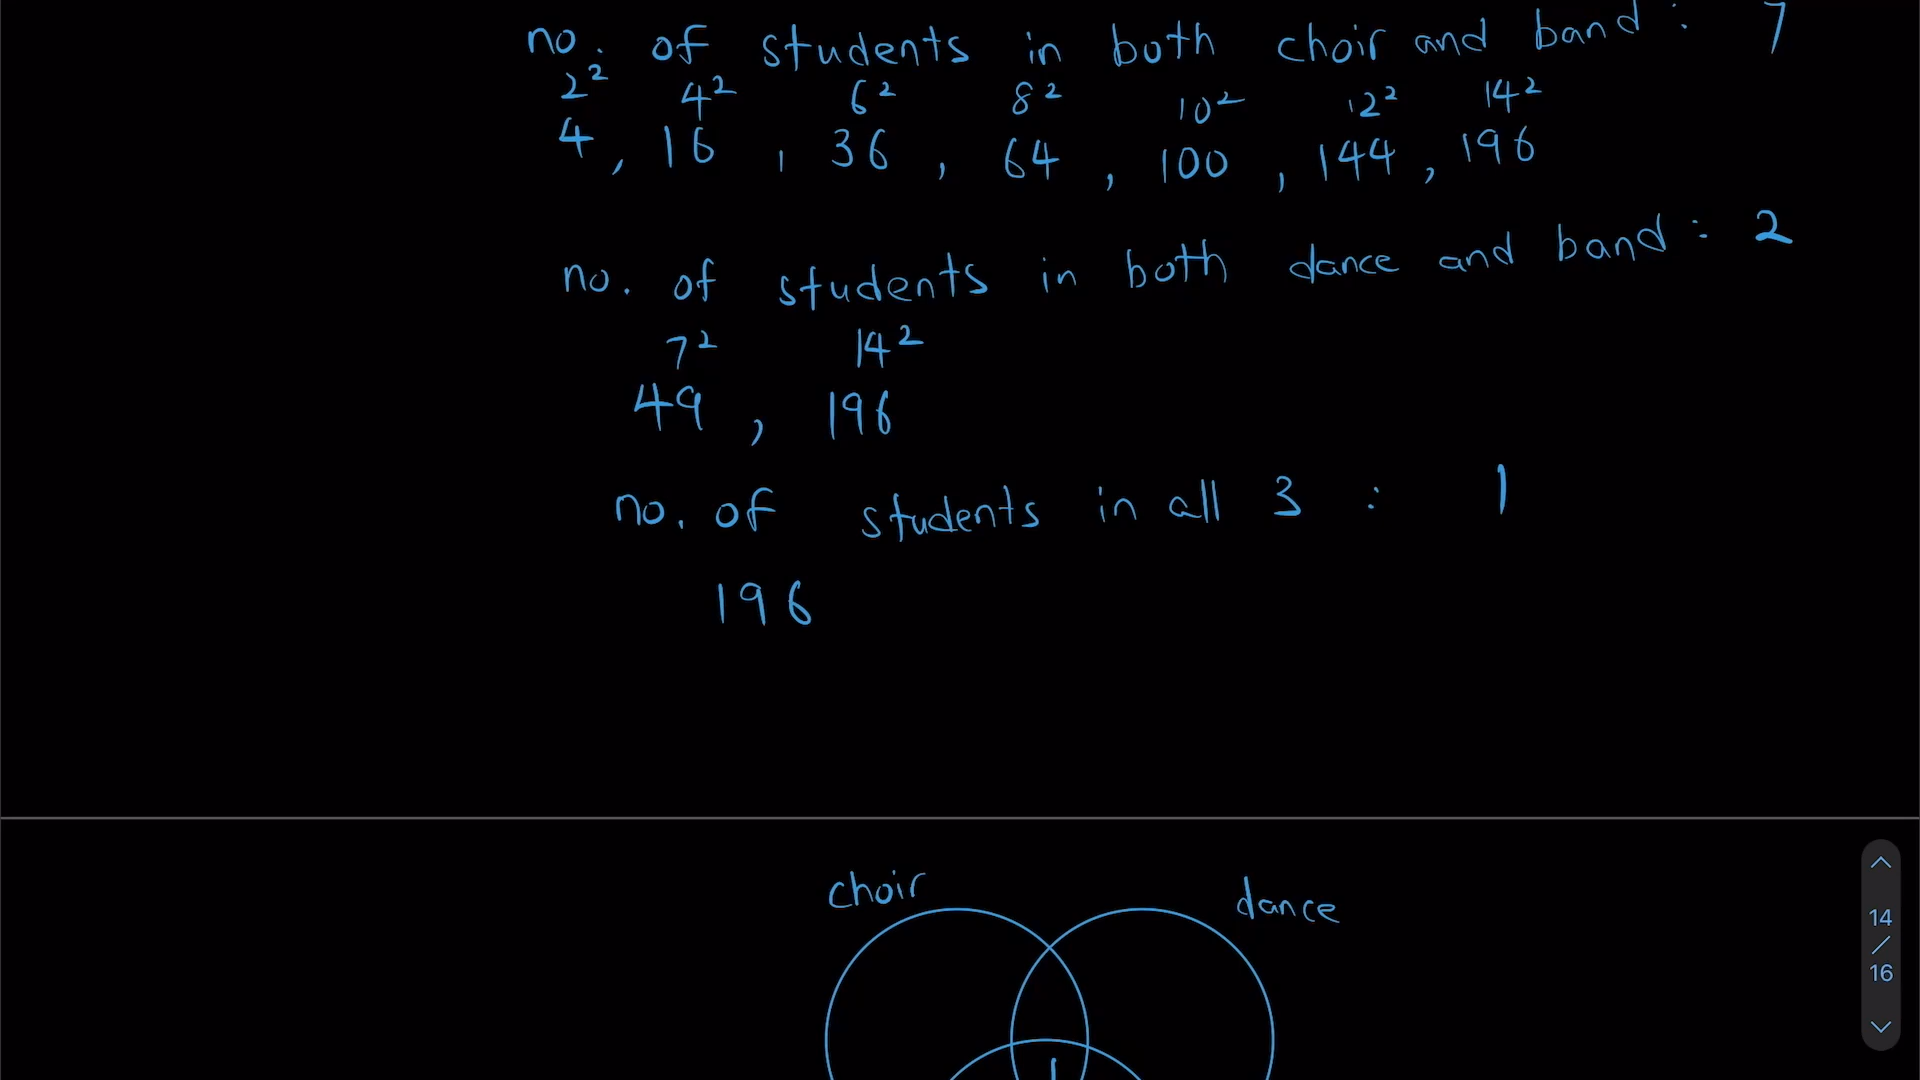 no. of students in both choir and band: 7
2² 4² 6² 8² 10² 12² 14²
4, 16, 36, 64, 100, 144, 196
no. of students in both dance and band: 2
7² 14²
49, 196
no. of students in all 3: 1
196
choir dance
1
14
/
16